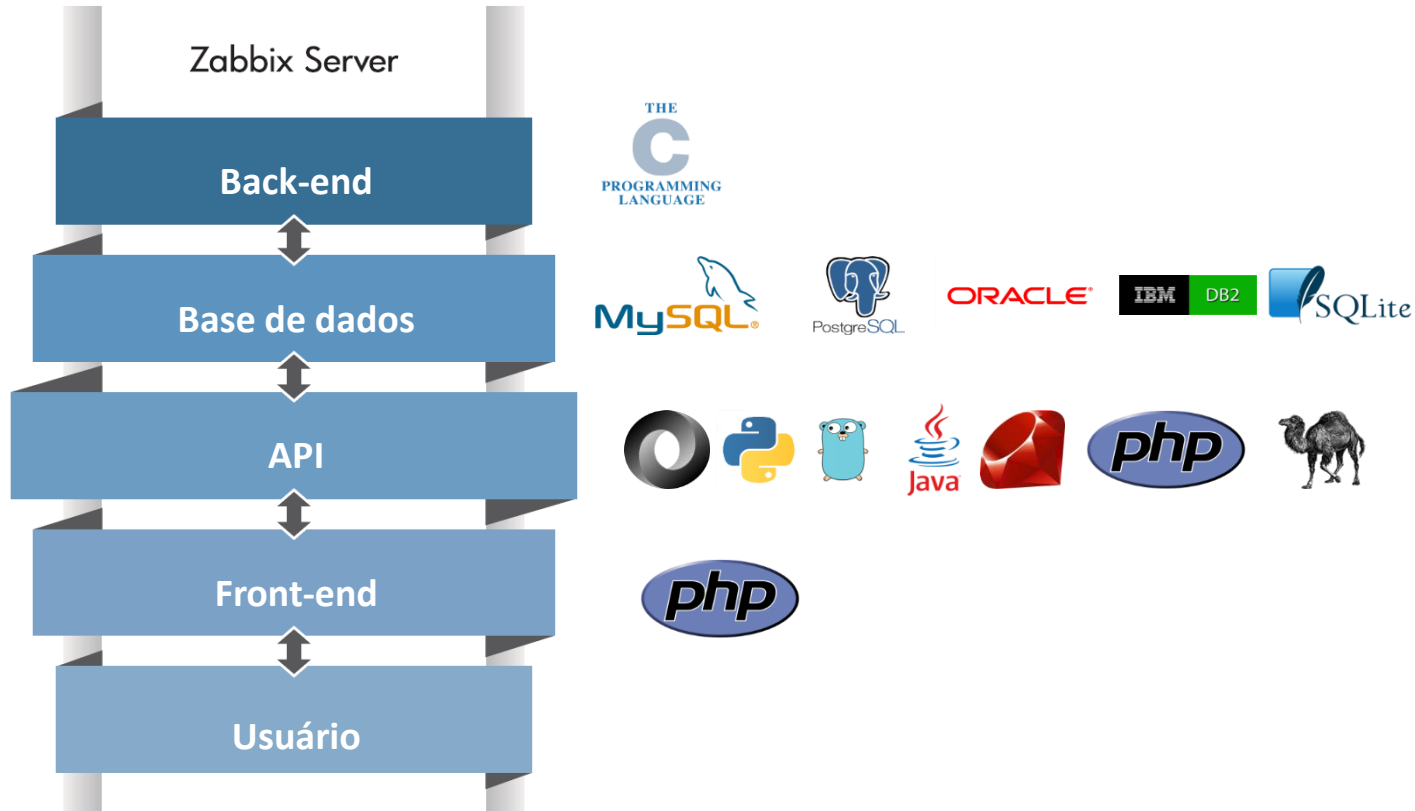 Zabbix Server
THE
C
PROGRAMMING
LANGUAGE
Back-end
MySQL®
PostgreSQL
ORACLE®
IBM DB2
SQLite
Base de dados
API
Java
php
Front-end
php
Usuário